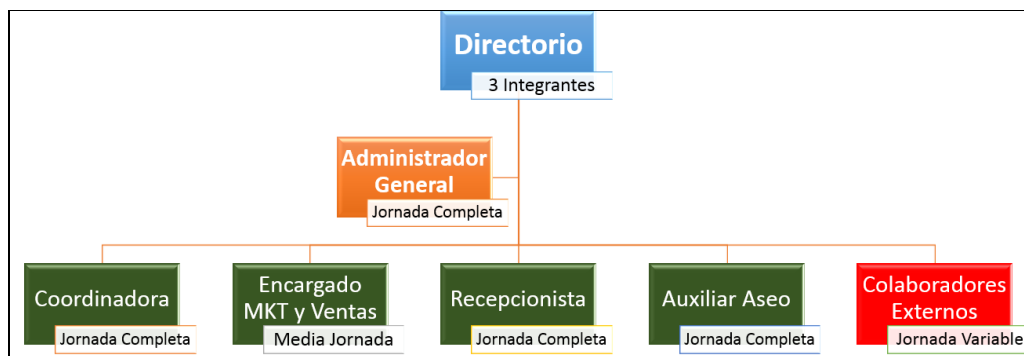 Directorio
3 Integrantes
Administrador
General
Jornada Completa
Coordinadora
Jornada Completa
Encargado
MKT y Ventas
Media Jornada
Recepcionista
Jornada Completa
Auxiliar Aseo
Jornada Completa
Colaboradores
Externos
Jornada Variable